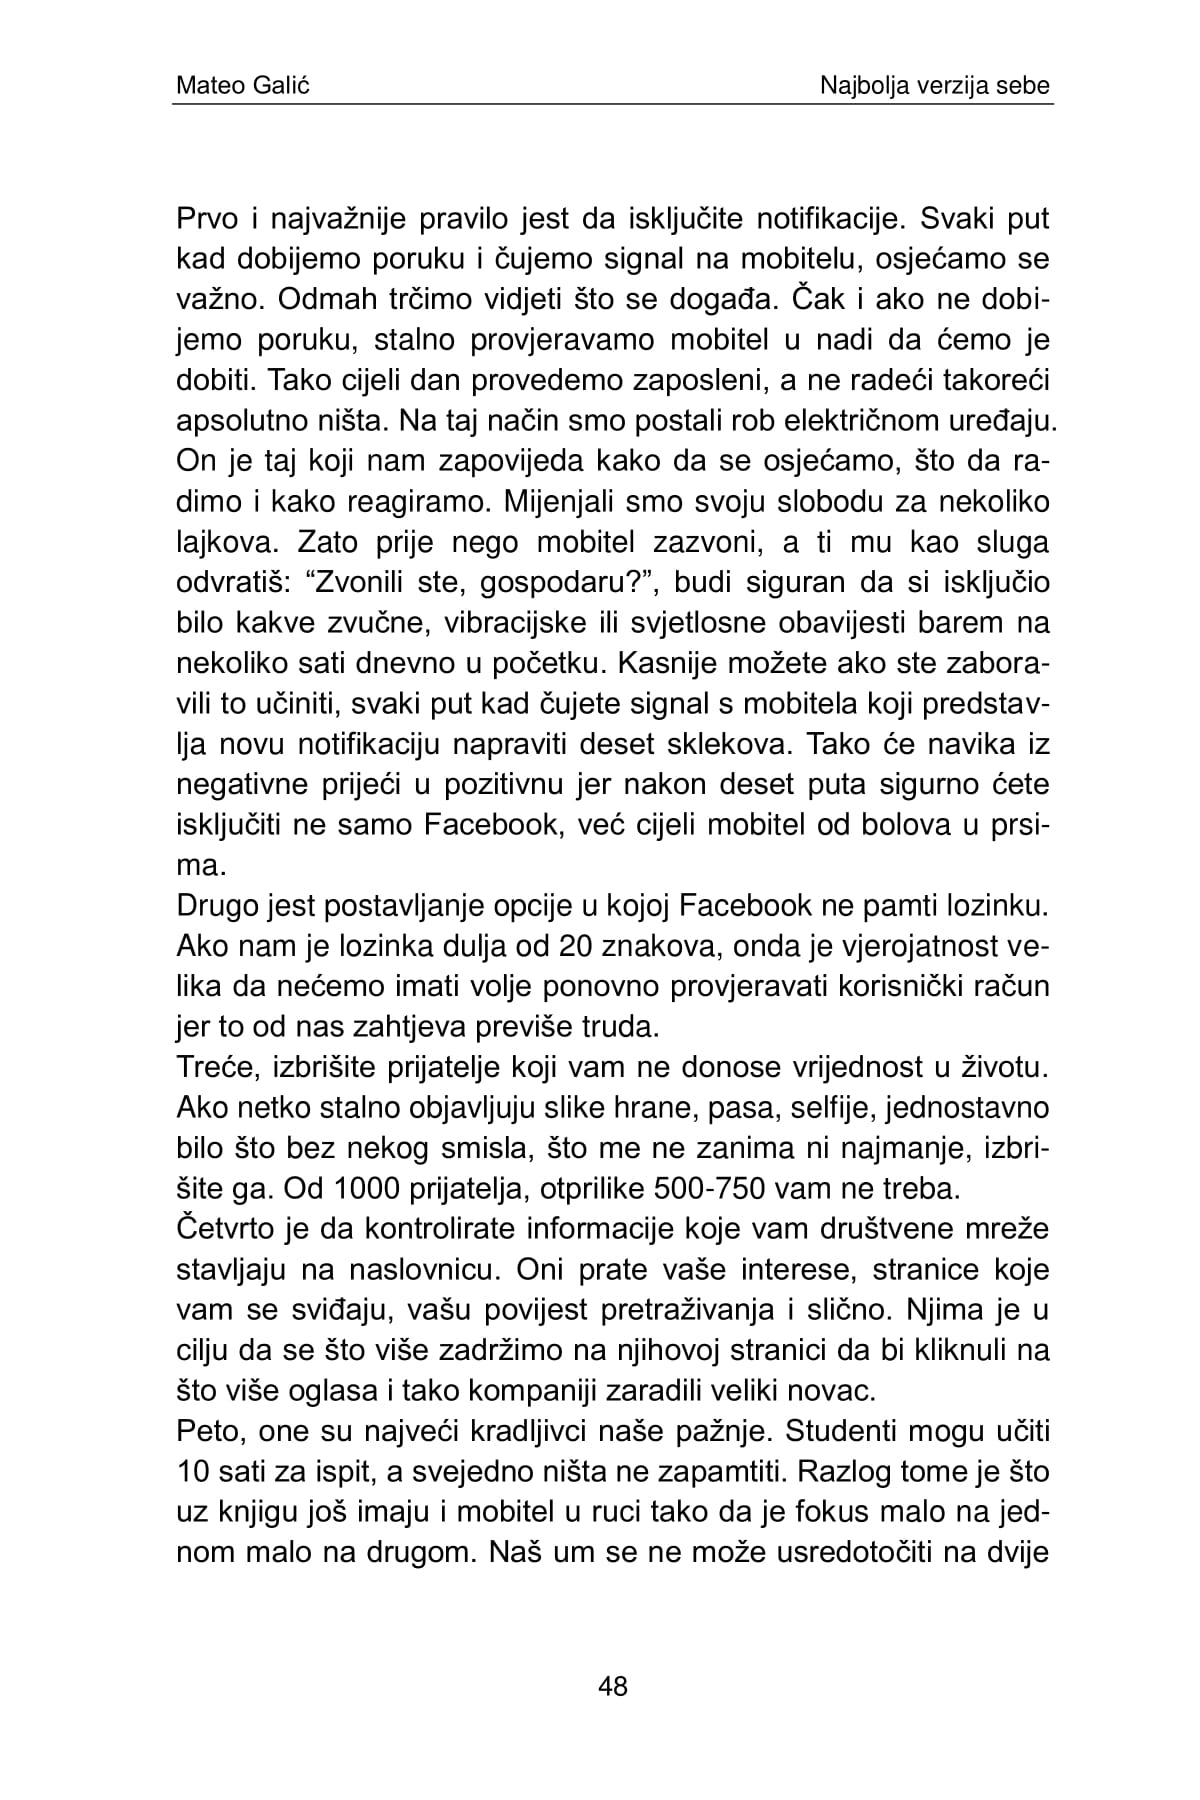 Mateo Galić Najbolja verzija sebe
Prvo i najvažnije pravilo jest da isključite notifikacije. Svaki put
kad dobijemo poruku i čujemo signal na mobitelu, osjećamo se
važno. Odmah trčimo vidjeti što se događa. Čak i ako ne dobi-
jemo poruku, stalno provjeravamo mobitel u nadi da ćemo je
dobiti. Tako cijeli dan provedemo zaposleni, a ne radeći takoreći
apsolutno ništa. Na taj način smo postali rob električnom uređaju.
On je taj koji nam zapovijeda kako da se osjećamo, što da ra-
dimo i kako reagiramo. Mijenjali smo svoju slobodu za nekoliko
lajkova. Zato prije nego mobitel zazvoni, a ti mu kao sluga
odvratiš: “Zvonili ste, gospodaru?”, budi siguran da si isključio
bilo kakve zvučne, vibracijske ili svjetlosne obavijesti barem na
nekoliko sati dnevno u početku. Kasnije možete ako ste zabora-
vili to učiniti, svaki put kad čujete signal s mobitela koji predstav-
lja novu notifikaciju napraviti deset sklekova. Tako će navika iz
negativne prijeći u pozitivnu jer nakon deset puta sigurno ćete
isključiti ne samo Facebook, već cijeli mobitel od bolova u prsi-
ma.
Drugo jest postavljanje opcije u kojoj Facebook ne pamti lozinku.
Ako nam je lozinka dulja od 20 znakova, onda je vjerojatnost ve-
lika da nećemo imati volje ponovno provjeravati korisnički račun
jer to od nas zahtjeva previše truda.
Treće, izbrišite prijatelje koji vam ne donose vrijednost u životu.
Ako netko stalno objavljuju slike hrane, pasa, selfije, jednostavno
bilo što bez nekog smisla, što me ne zanima ni najmanje, izbri-
šite ga. Od 1000 prijatelja, otprilike 500-750 vam ne treba.
Četvrto je da kontrolirate informacije koje vam društvene mreže
stavljaju na naslovnicu. Oni prate vaše interese, stranice koje
vam se sviđaju, vašu povijest pretraživanja i slično. Njima je u
cilju da se što više zadržimo na njihovoj stranici da bi kliknuli na
što više oglasa i tako kompaniji zaradili veliki novac.
Peto, one su najveći kradljivci naše pažnje. Studenti mogu učiti
10 sati za ispit, a svejedno ništa ne zapamtiti. Razlog tome je što
uz knjigu još imaju i mobitel u ruci tako da je fokus malo na jed-
nom malo na drugom. Naš um se ne može usredotočiti na dvije
48